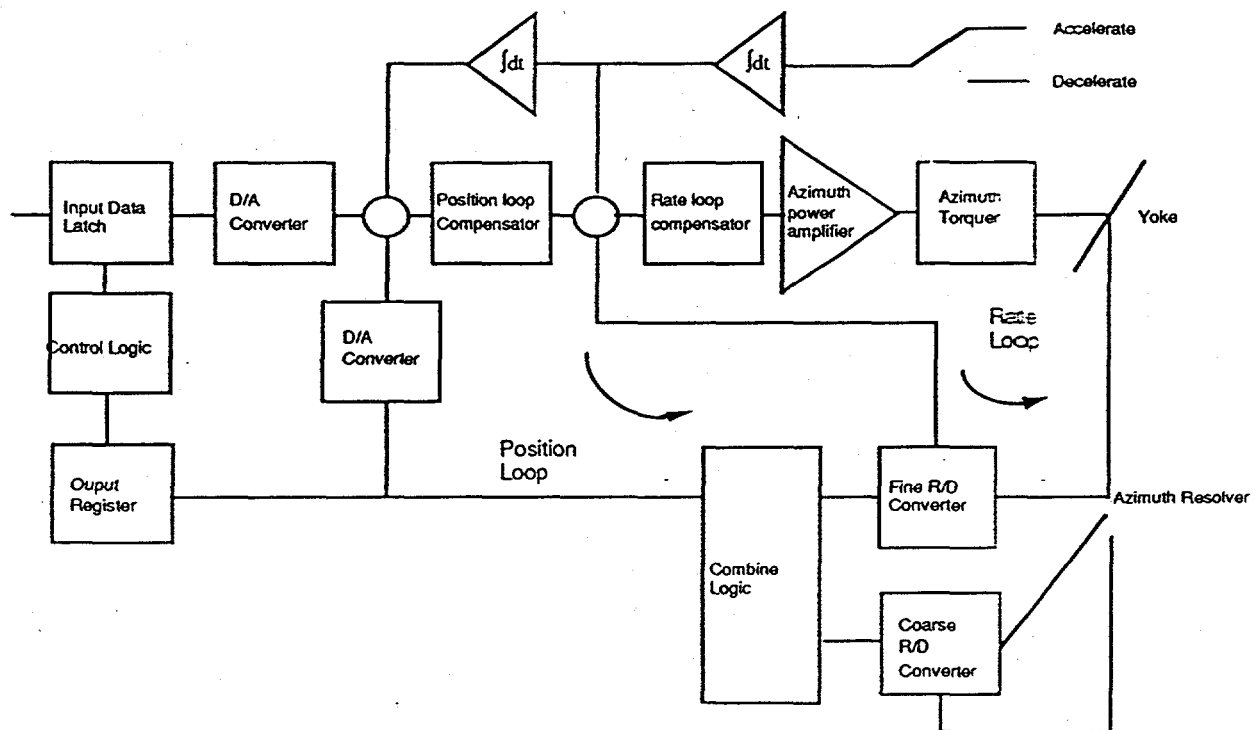 Accelerate
Decelerate
∫dt
∫dt
Input Data
Latch
D/A
Converter
Position loop
Compensator
Rate loop
compensator
Azimuth
power
amplifier
Azimuth
Torquer
Yoke
Control Logic
D/A
Converter
Rate
Loop
Position
Loop
Ouput
Register
Combine
Logic
Fine R/D
Converter
Azimuth Resolver
Coarse
R/D
Converter